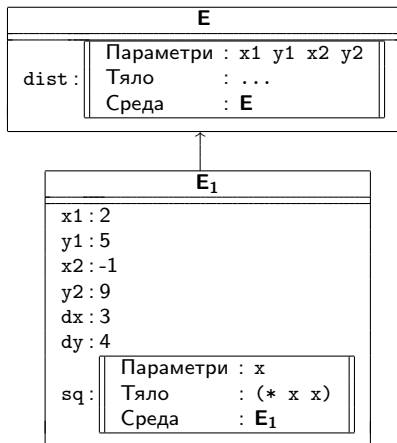 E
dist : Параметри : x1 y1 x2 y2
Тяло : ...
Среда : E
E₁
x1 : 2
y1 : 5
x2 : -1
y2 : 9
dx : 3
dy : 4
sq : Параметри : x
Тяло : (* x x)
Среда : E₁